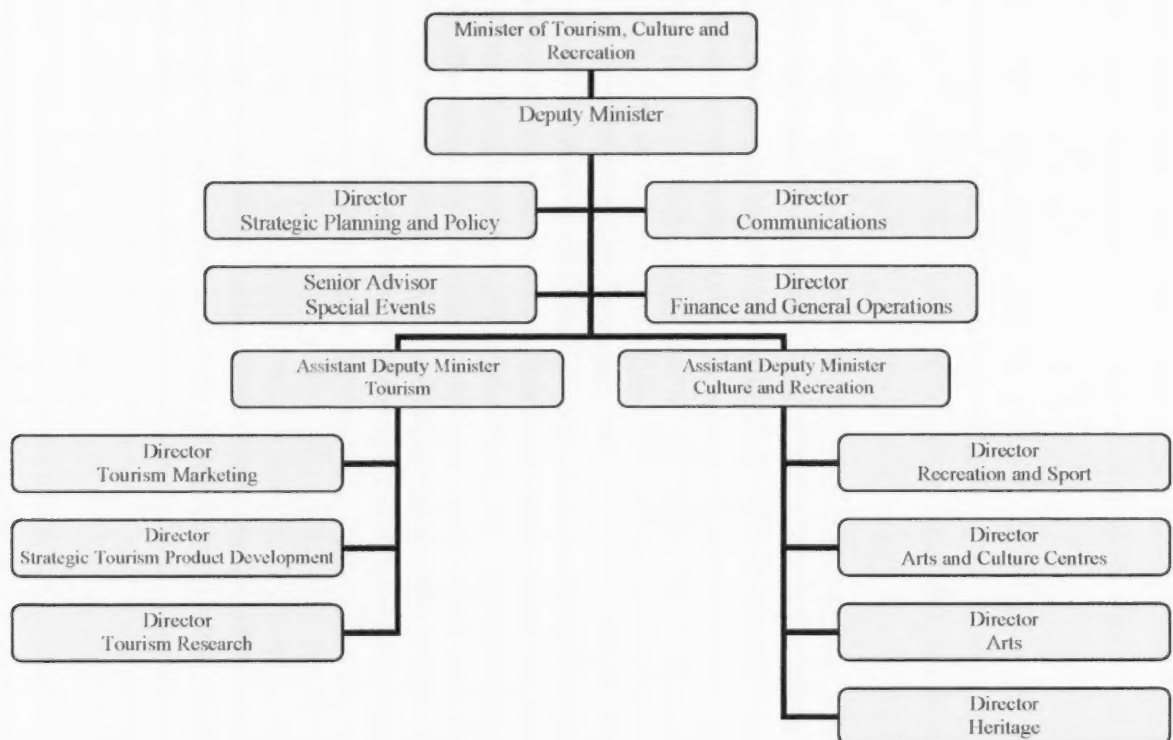 Minister of Tourism, Culture and
Recreation
Deputy Minister
Director
Strategic Planning and Policy
Director
Communications
Senior Advisor
Special Events
Director
Finance and General Operations
Assistant Deputy Minister
Tourism
Assistant Deputy Minister
Culture and Recreation
Director
Tourism Marketing
Director
Strategic Tourism Product Development
Director
Tourism Research
Director
Recreation and Sport
Director
Arts and Culture Centres
Director
Arts
Director
Heritage